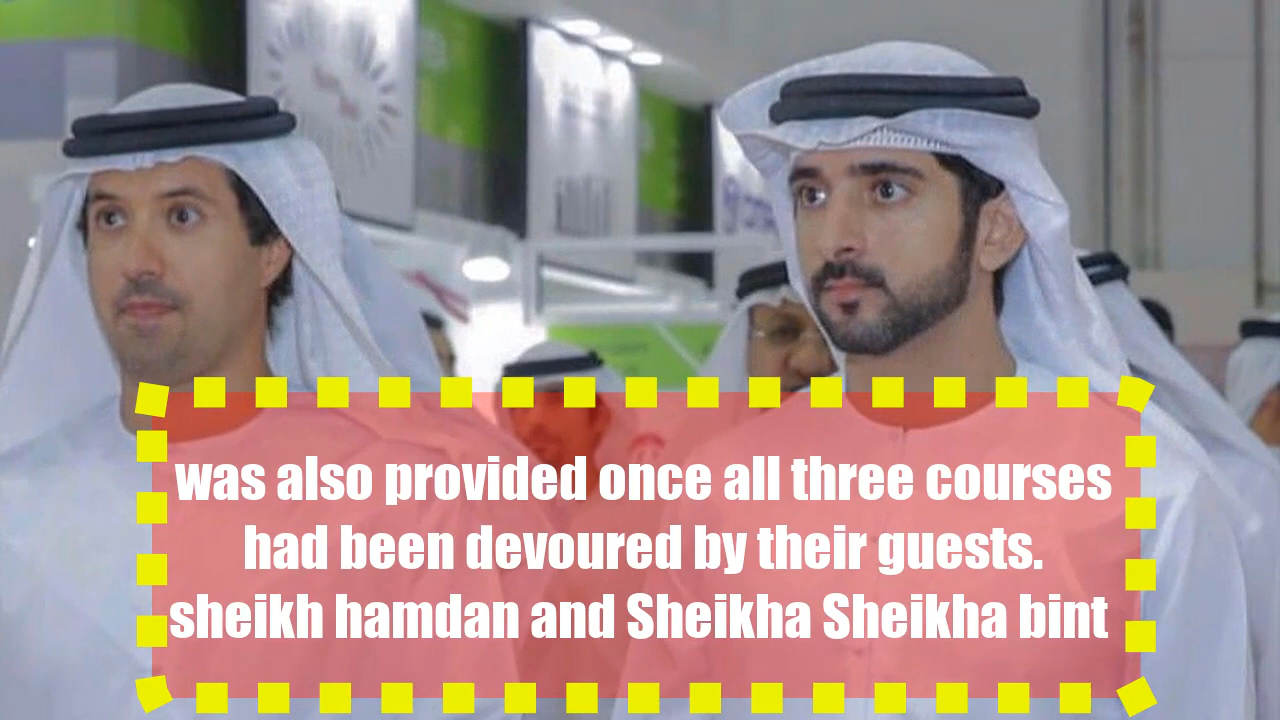 was also provided once all three courses
had been devoured by their guests.
sheikh hamdan and Sheikha Sheikha bint